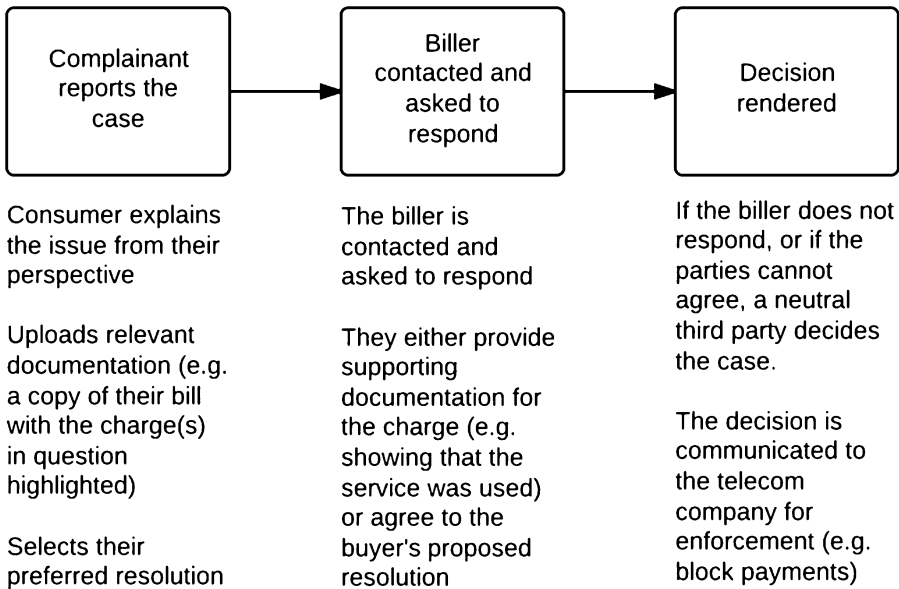 Complainant
reports the
case
Biller
contacted and
asked to
respond
Decision
rendered
Consumer explains
the issue from their
perspective
Uploads relevant
documentation (e.g.
a copy of their bill
with the charge(s)
in question
highlighted)
Selects their
preferred resolution
The biller is
contacted and
asked to respond
They either provide
supporting
documentation for
the charge (e.g.
showing that the
service was used)
or agree to the
buyer's proposed
resolution
If the biller does not
respond, or if the
parties cannot
agree, a neutral
third party decides
the case.
The decision is
communicated to
the telecom
company for
enforcement (e.g.
block payments)